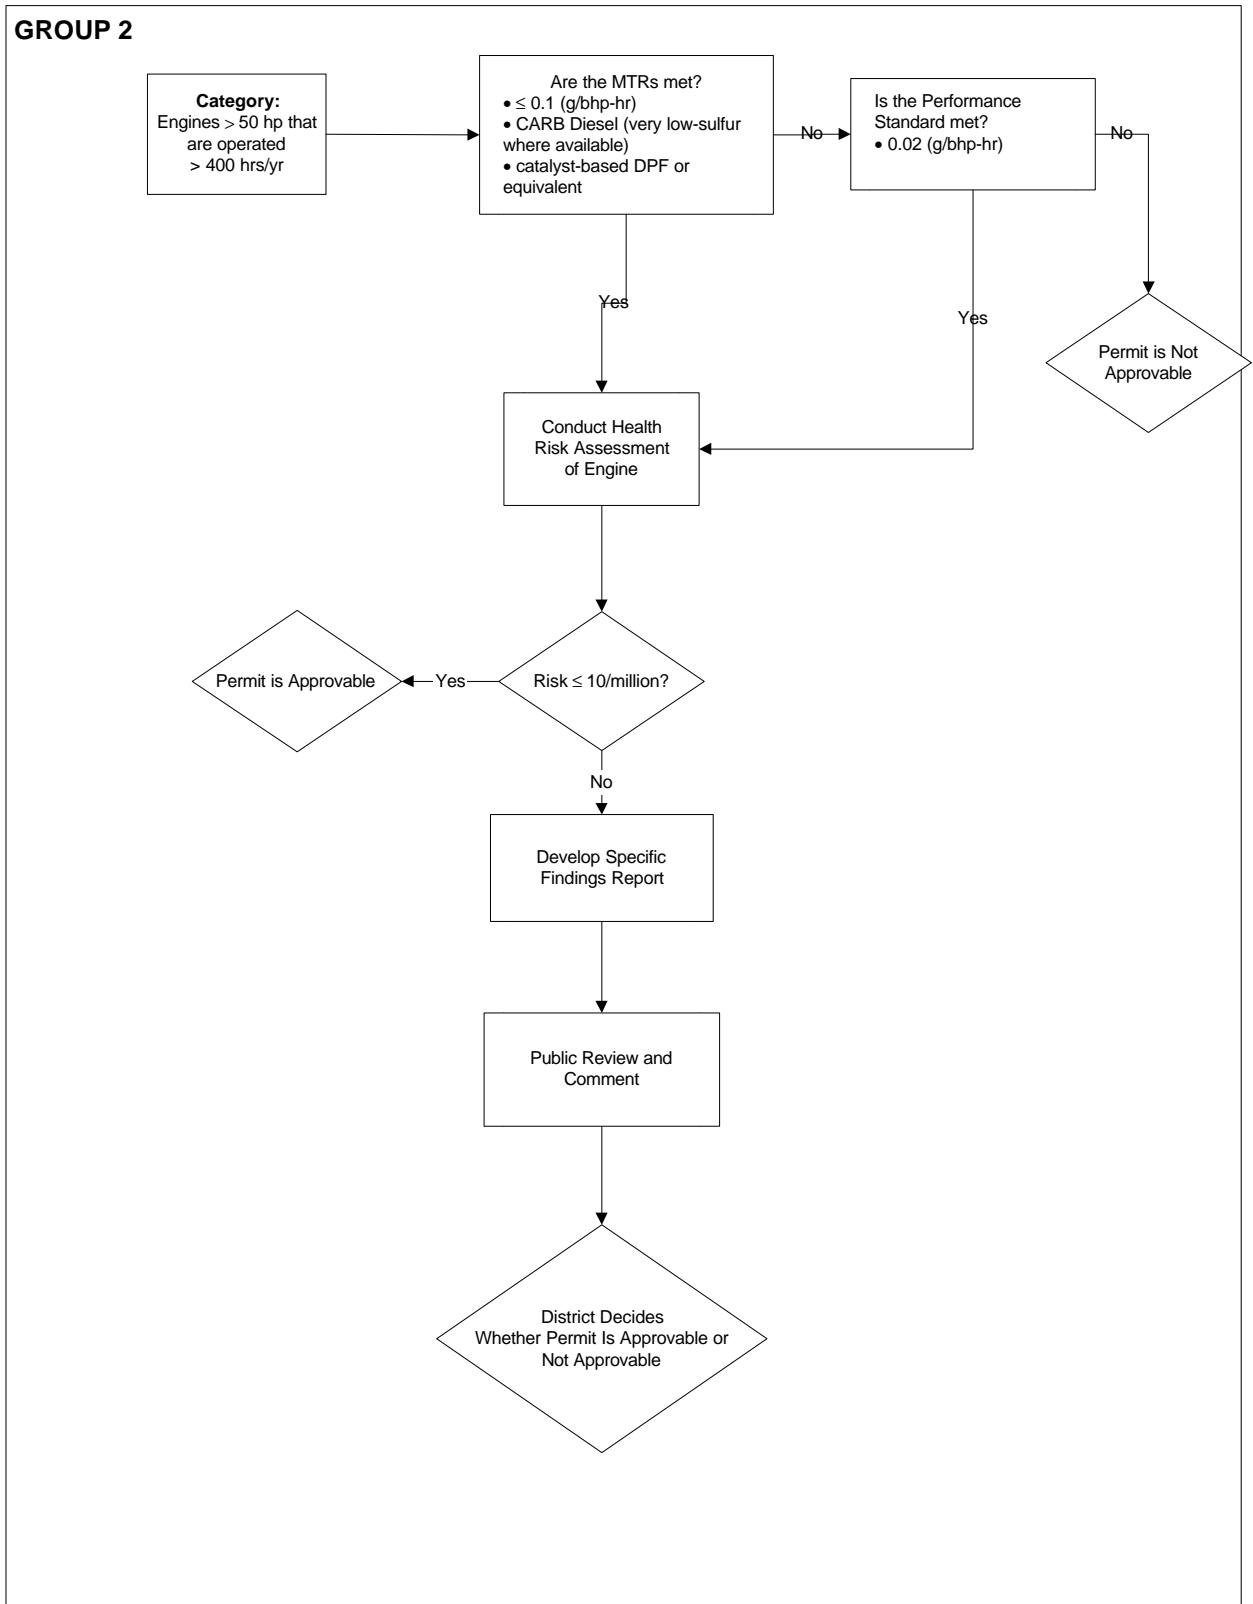 GROUP 2
Category:
Engines > 50 hp that
are operated
> 400 hrs/yr
Are the MTRs met?
• ≤ 0.1 (g/bhp-hr)
• CARB Diesel (very low-sulfur
where available)
• catalyst-based DPF or
equivalent
No
Is the Performance
Standard met?
• 0.02 (g/bhp-hr)
No
Yes
Yes
Permit is Not
Approvable
Conduct Health
Risk Assessment
of Engine
Permit is Approvable
Yes
Risk ≤ 10/million?
No
Develop Specific
Findings Report
Public Review and
Comment
District Decides
Whether Permit Is Approvable or
Not Approvable